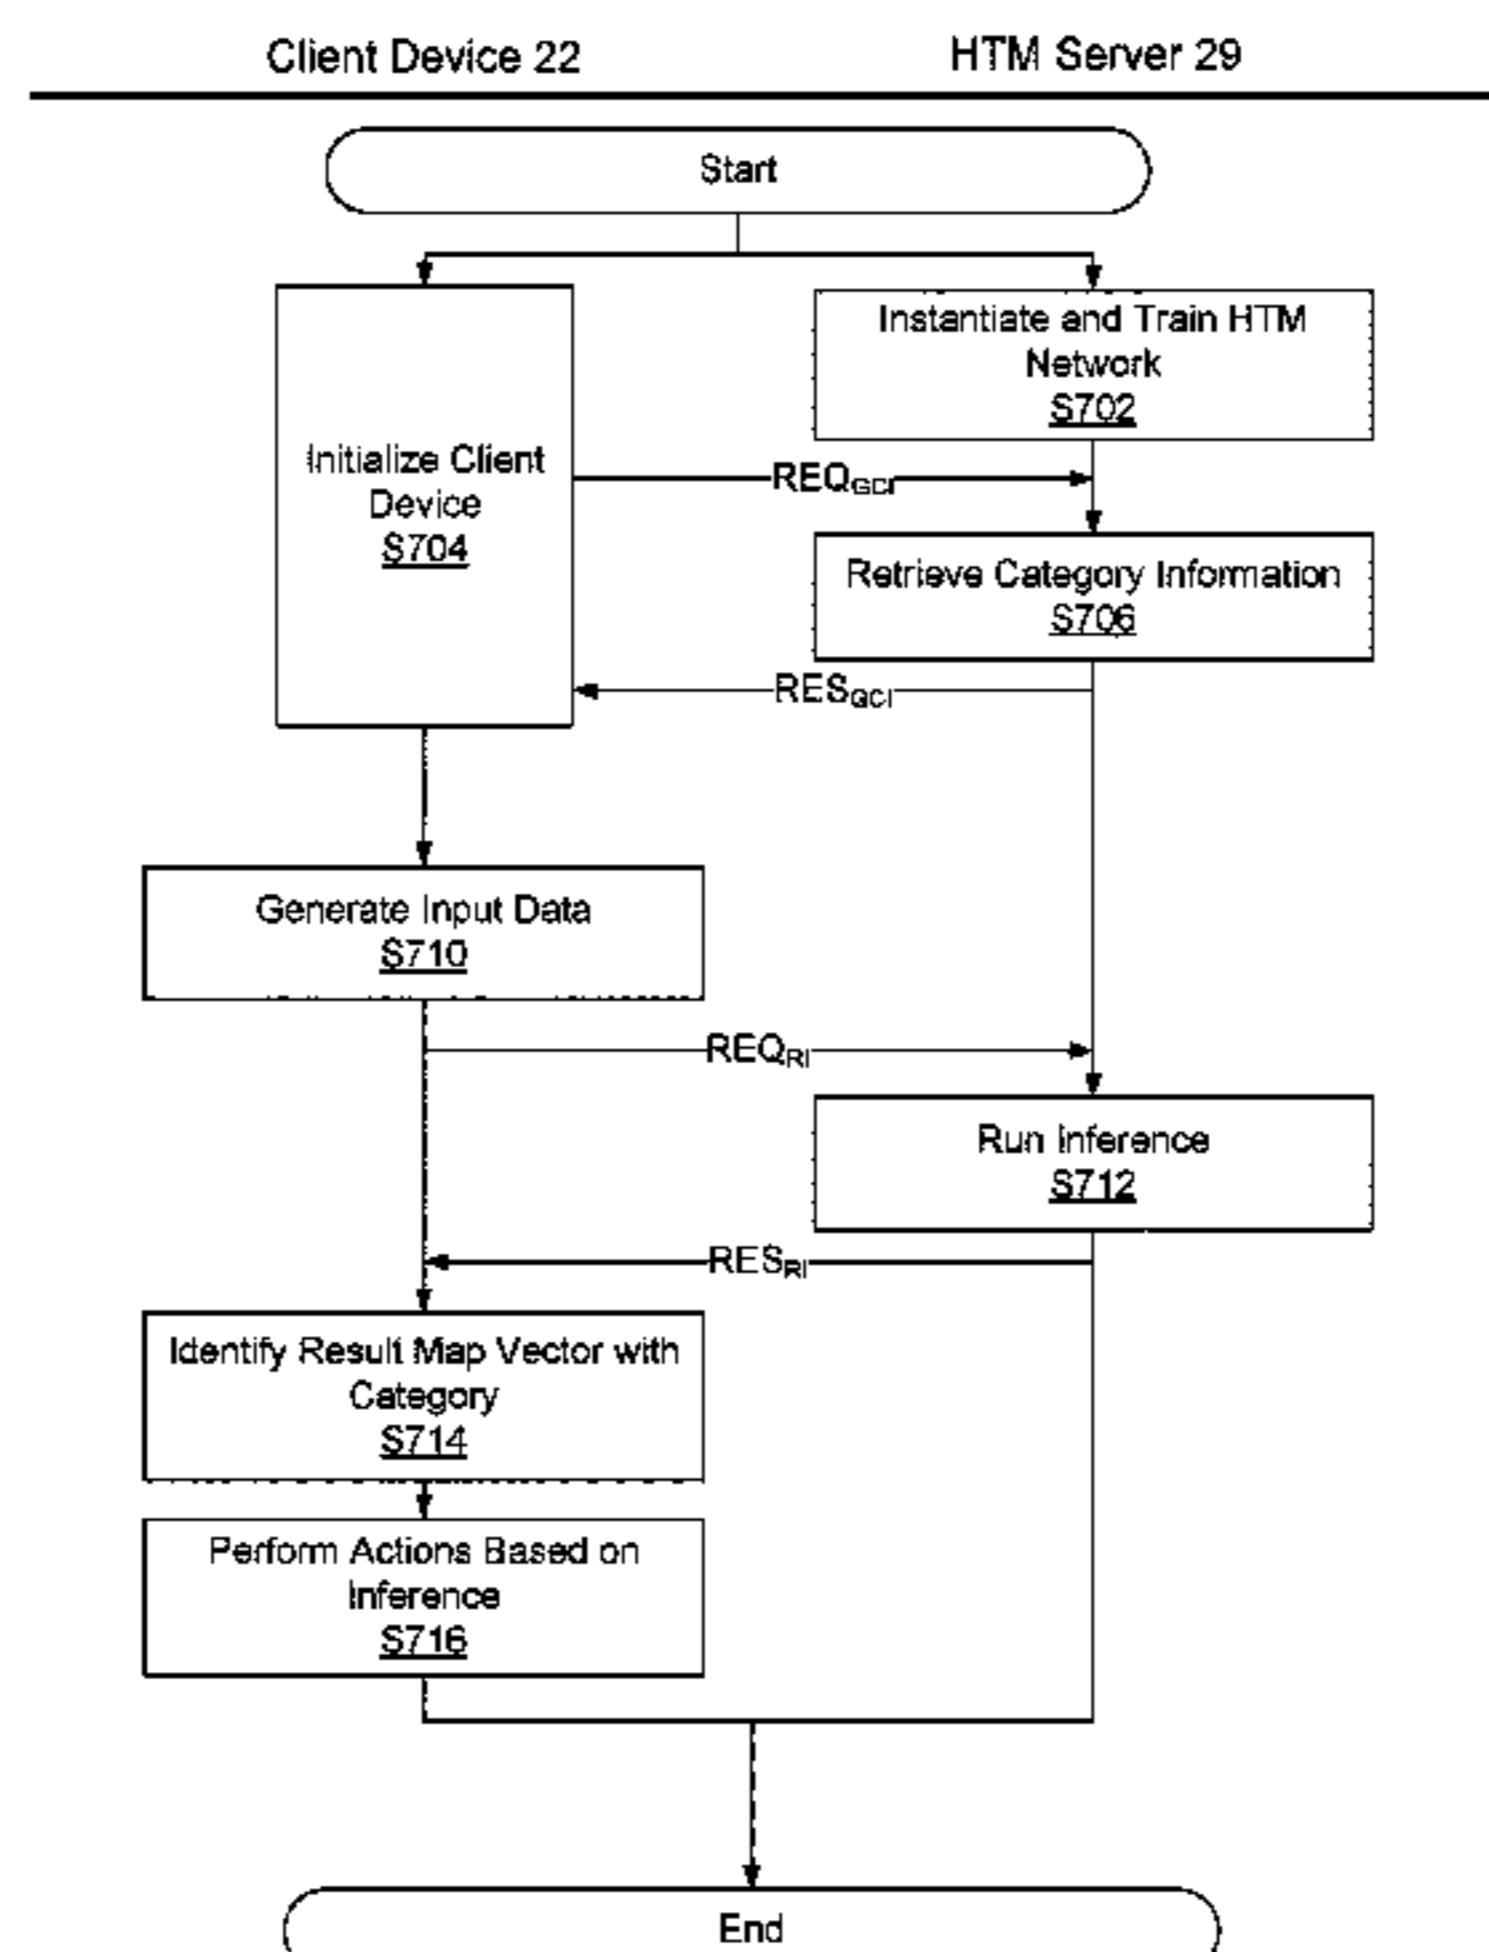 Client Device 22
HTM Server 29
Start
Instantiate and Train HTM
Network
S702
Initialize Client
Device
S704
REQGCI
Retrieve Category Information
S706
RESGCI
Generate Input Data
S710
REQRI
Run Inference
S712
RESRI
Identify Result Map Vector with
Category
S714
Perform Actions Based on
Inference
S716
End